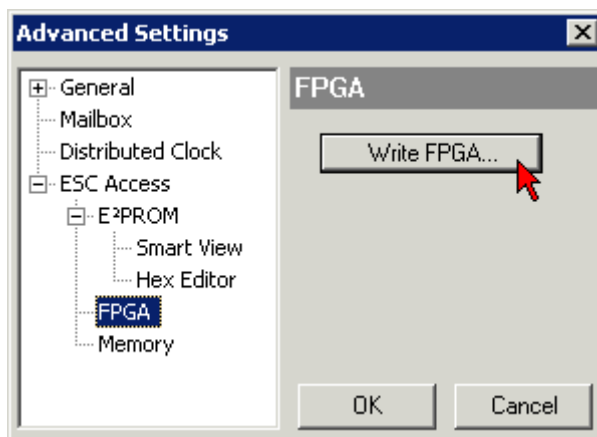 Advanced Settings
General
Mailbox
Distributed Clock
ESC Access
E²PROM
Smart View
Hex Editor
FPGA
Memory
FPGA
Write FPGA...
OK
Cancel